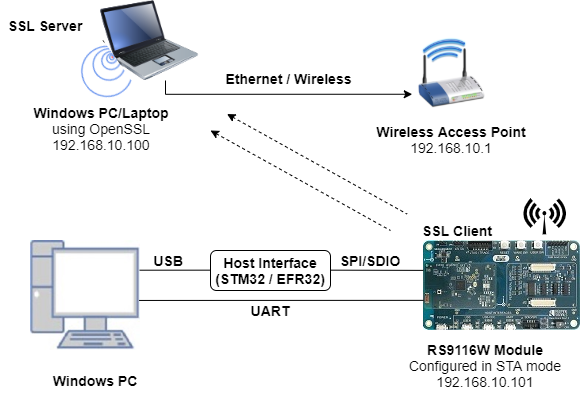 SSL Server
Ethernet / Wireless
Windows PC/Laptop
using OpenSSL
192.168.10.100
Wireless Access Point
192.168.10.1
SSL Client
USB
Host Interface
(STM32 / EFR32)
SPI/SDIO
UART
RS9116W Module
Configured in STA mode
192.168.10.101
Windows PC